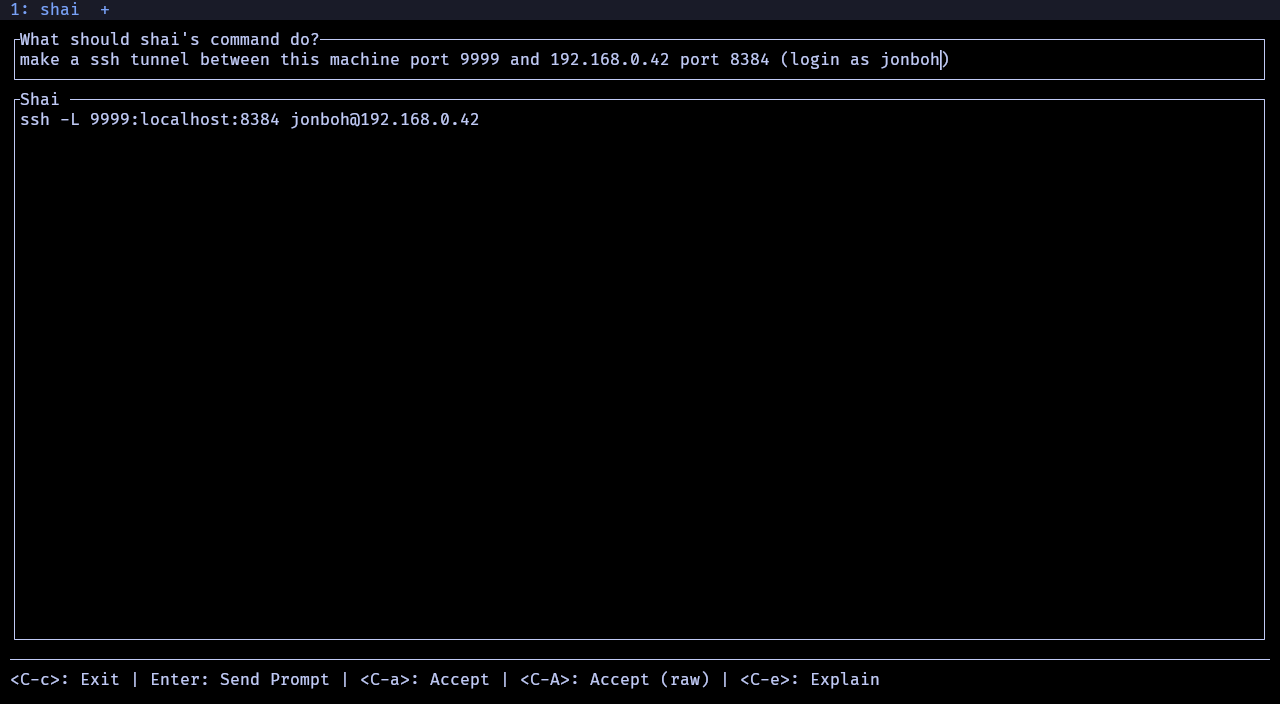 1: shai  +
What should shai's command do?
make a ssh tunnel between this machine port 9999 and 192.168.0.42 port 8384 (login as jonboh)
Shai
ssh -L 9999:localhost:8384 jonboh@192.168.0.42
<C-c>: Exit | Enter: Send Prompt | <C-a>: Accept | <C-A>: Accept (raw) | <C-e>: Explain